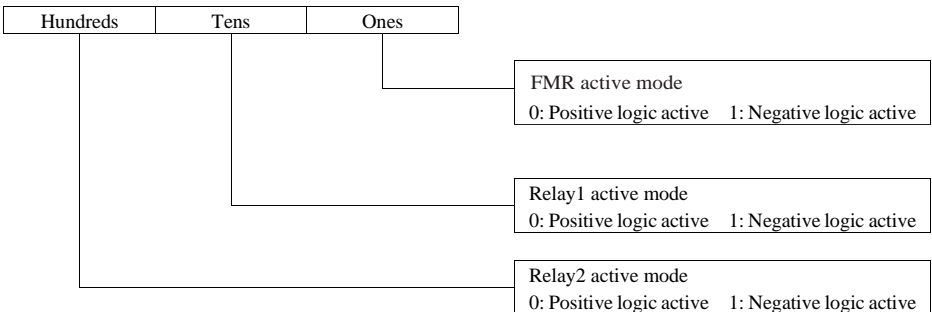 Hundreds Tens Ones
FMR active mode
0: Positive logic active 1: Negative logic active
Relay1 active mode
0: Positive logic active 1: Negative logic active
Relay2 active mode
0: Positive logic active 1: Negative logic active